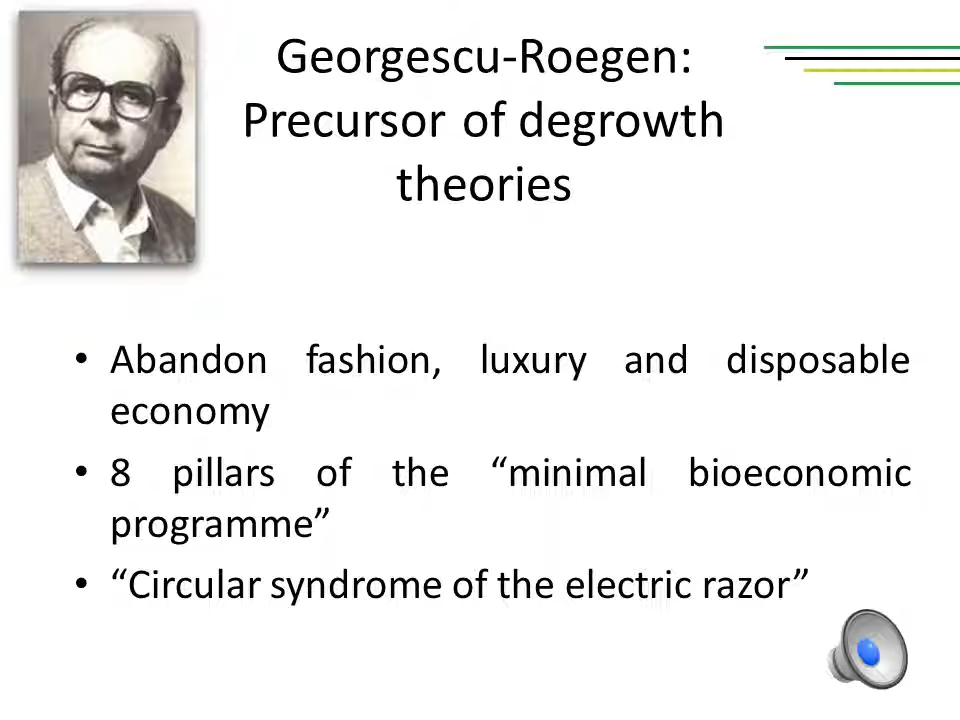 Georgescu-Roegen:
Precursor of degrowth
theories
• Abandon fashion, luxury and disposable
economy
• 8 pillars of the “minimal bioeconomic
programme”
• “Circular syndrome of the electric razor”